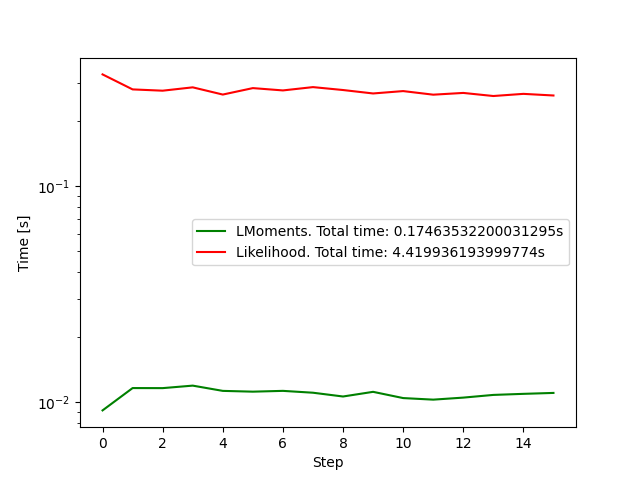 10⁻¹
10⁻²
Time [s]
LMoments. Total time: 0.17463532200031295s
Likelihood. Total time: 4.419936193999774s
0 2 4 6 8 10 12 14
Step